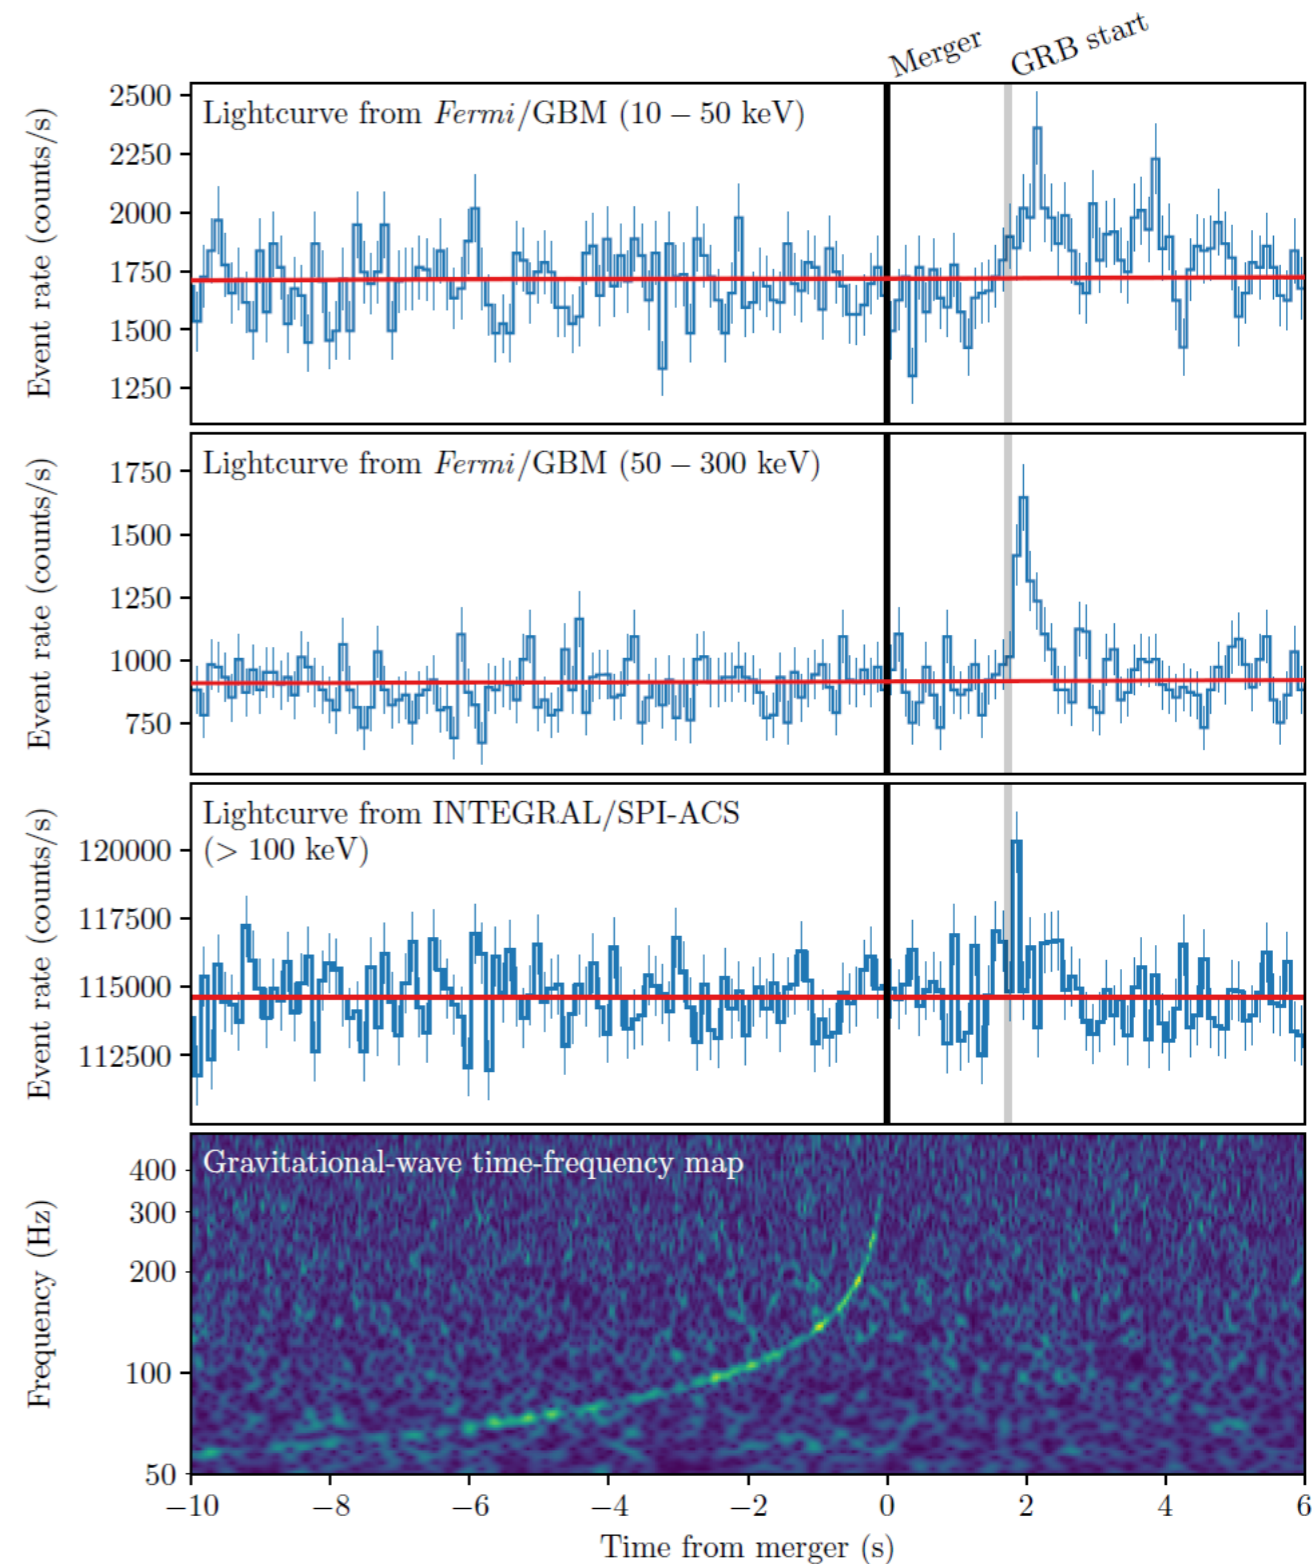 Merger
GRB start
2500
Lightcurve from Fermi/GBM (10 – 50 keV)
2250
2000
1750
1500
1250
Event rate (counts/s)
Lightcurve from Fermi/GBM (50 – 300 keV)
1750
1500
1250
1000
750
Event rate (counts/s)
Lightcurve from INTEGRAL/SPI-ACS
(> 100 keV)
120000
117500
115000
112500
Event rate (counts/s)
Gravitational-wave time-frequency map
400
300
200
100
50
Frequency (Hz)
−10 −8 −6 −4 −2 0 2 4 6
Time from merger (s)